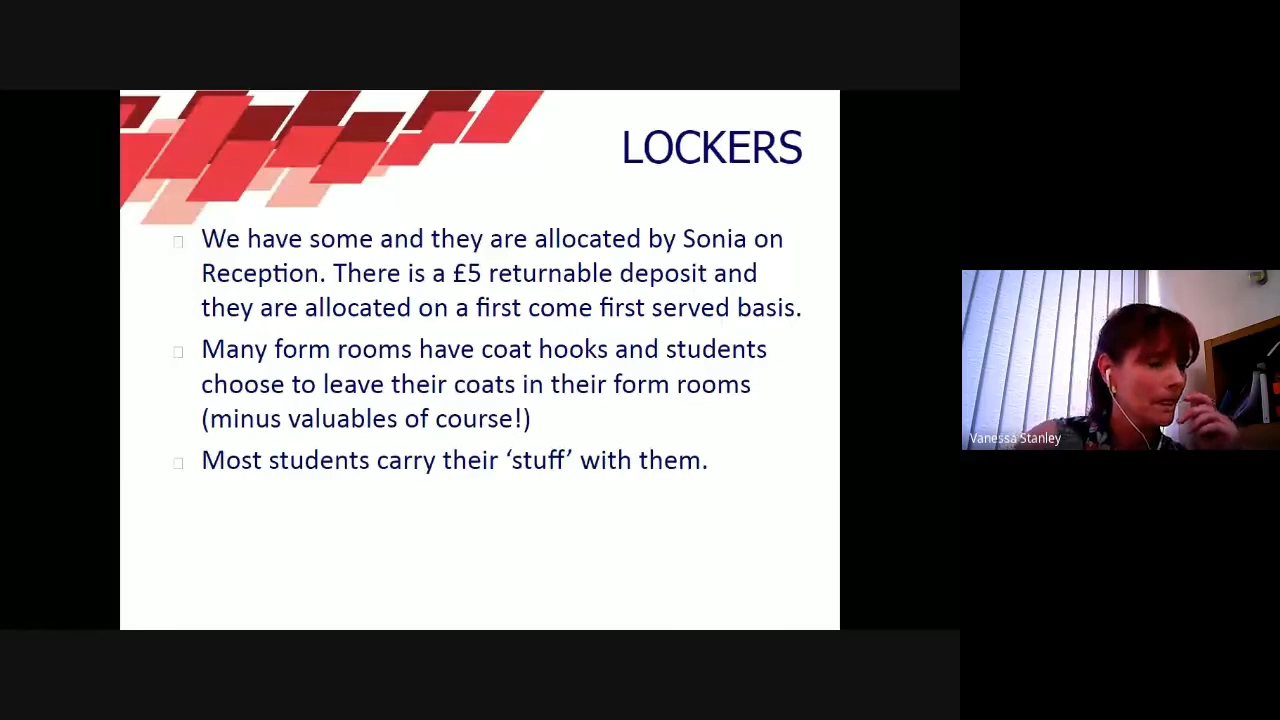 LOCKERS
We have some and they are allocated by Sonia on
Reception. There is a £5 returnable deposit and
they are allocated on a first come first served basis.
Many form rooms have coat hooks and students
choose to leave their coats in their form rooms
(minus valuables of course!)
Most students carry their ‘stuff’ with them.
Vanessa Stanley